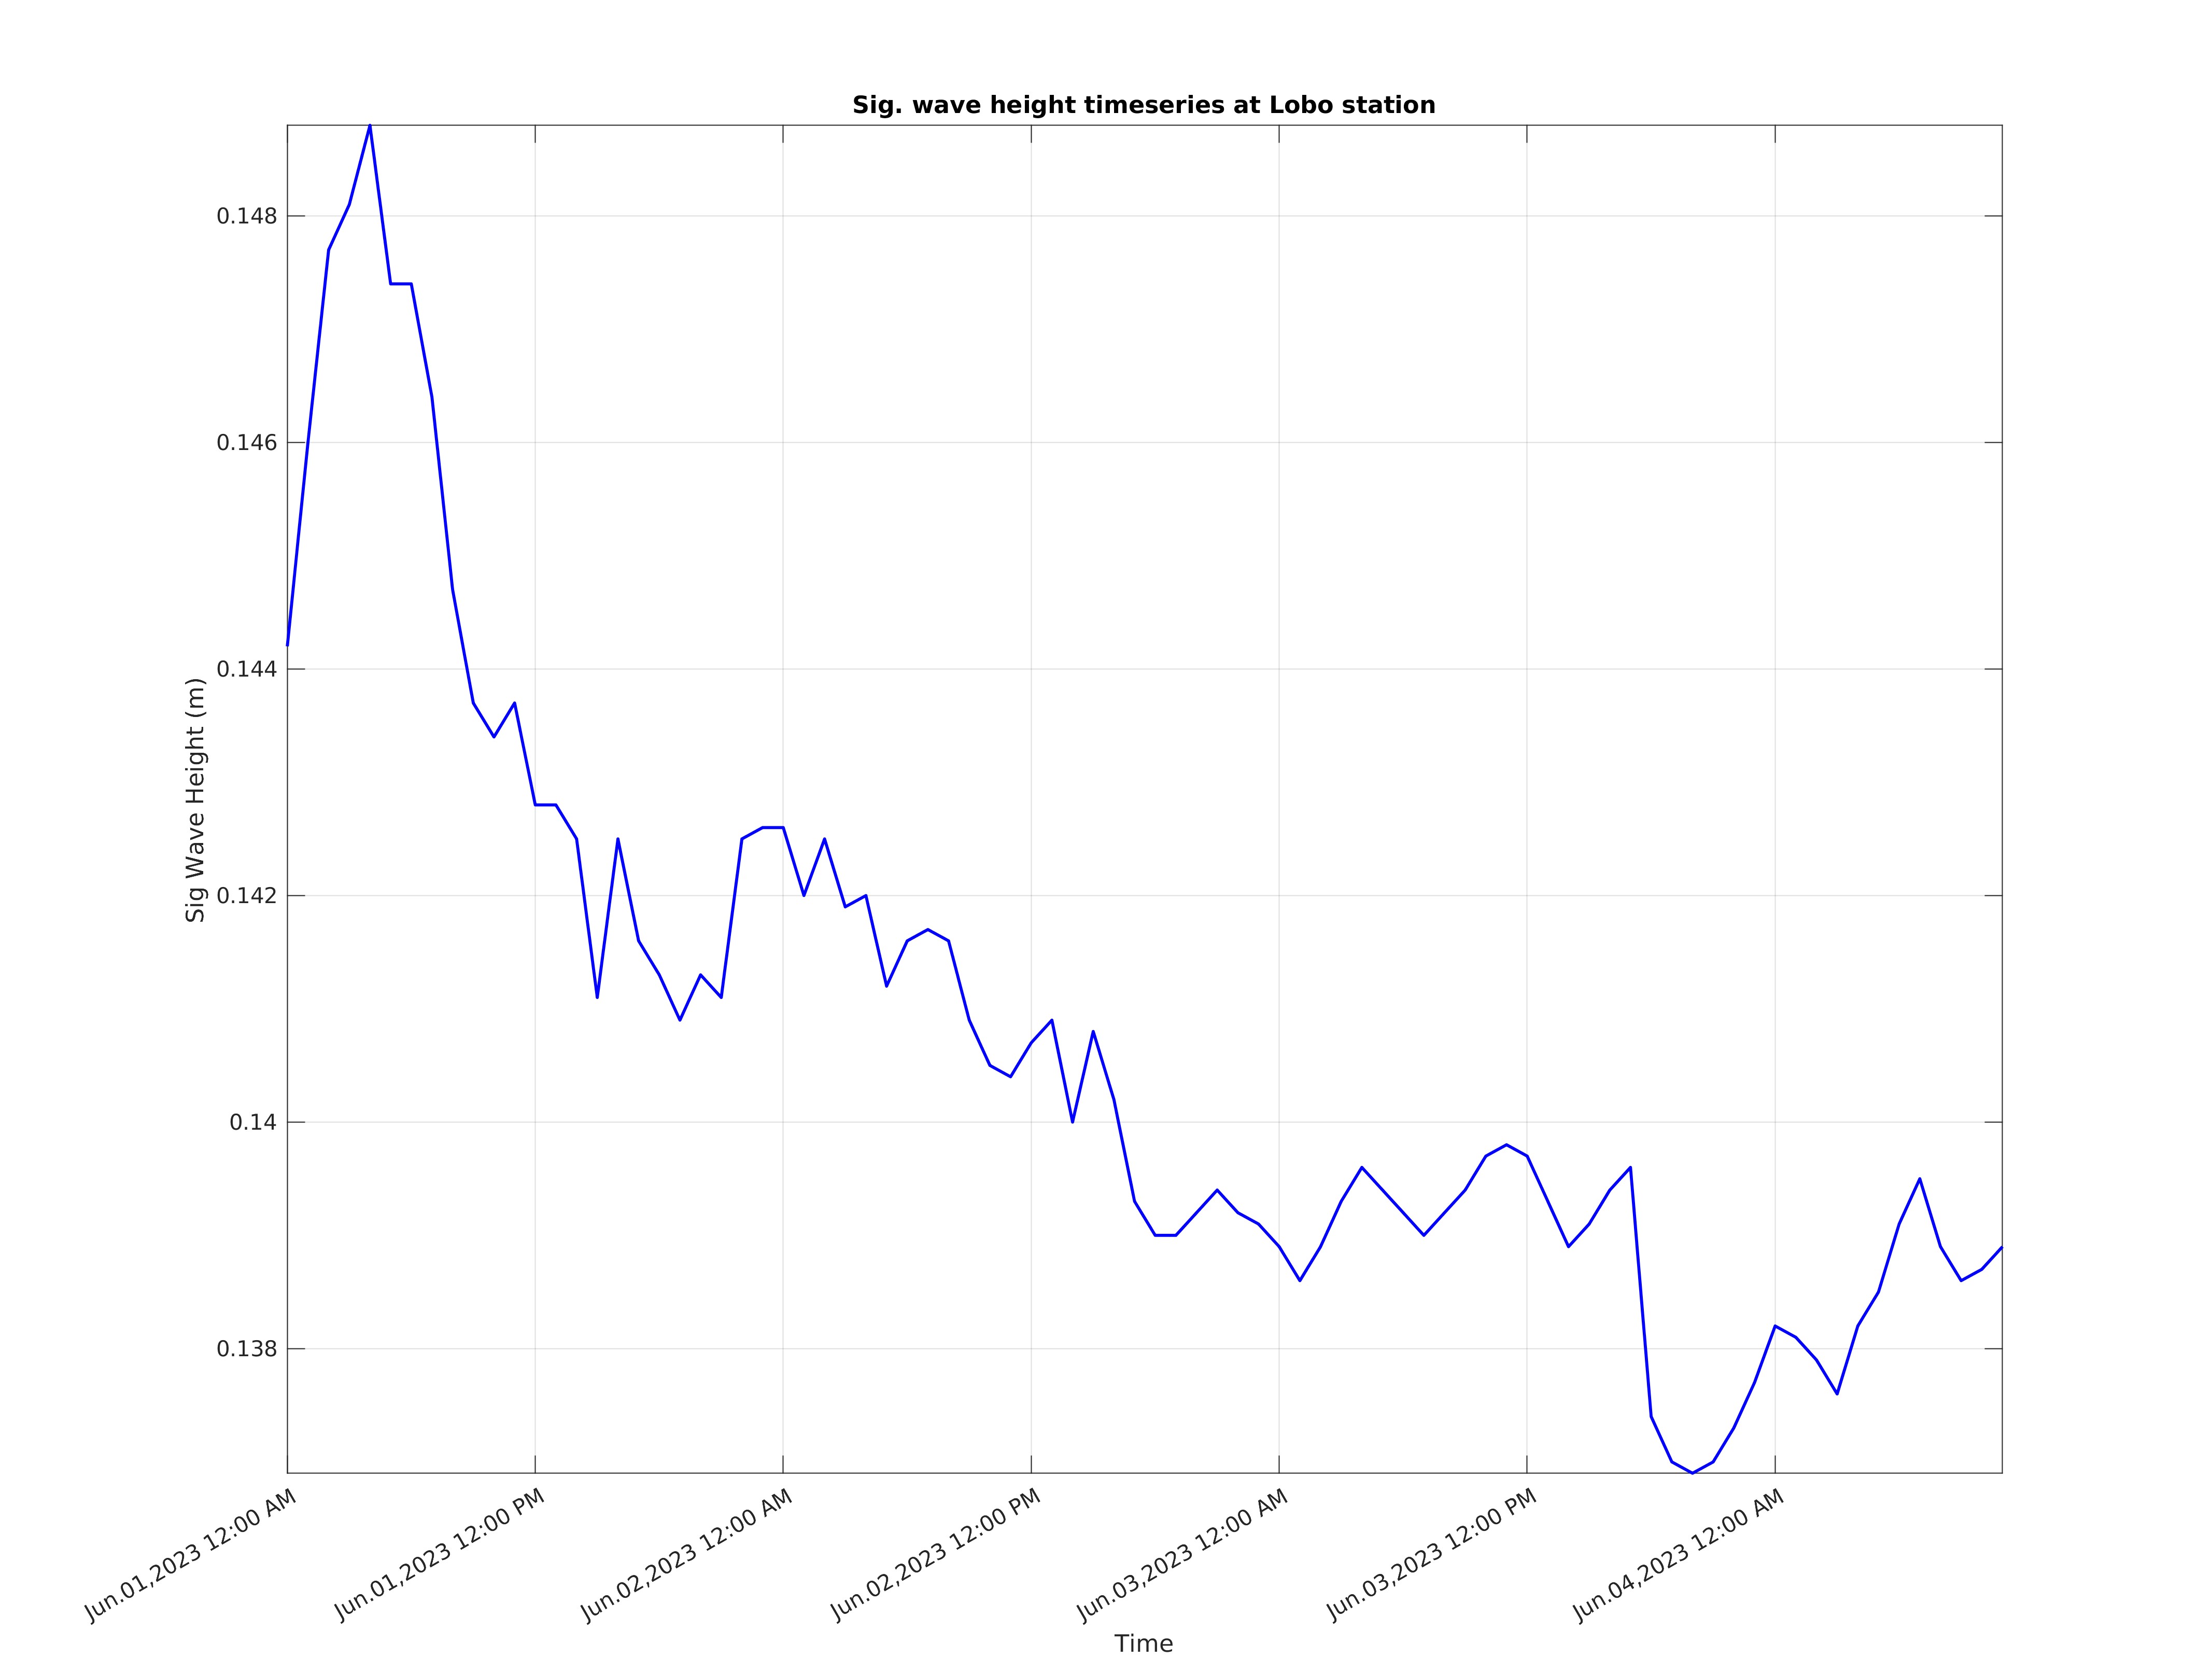 Sig. wave height timeseries at Lobo station
Sig Wave Height (m)
0.148
0.146
0.144
0.142
0.14
0.138
Jun.01,2023 12:00 AM
Jun.01,2023 12:00 PM
Jun.02,2023 12:00 AM
Jun.02,2023 12:00 PM
Jun.03,2023 12:00 AM
Jun.03,2023 12:00 PM
Jun.04,2023 12:00 AM
Time